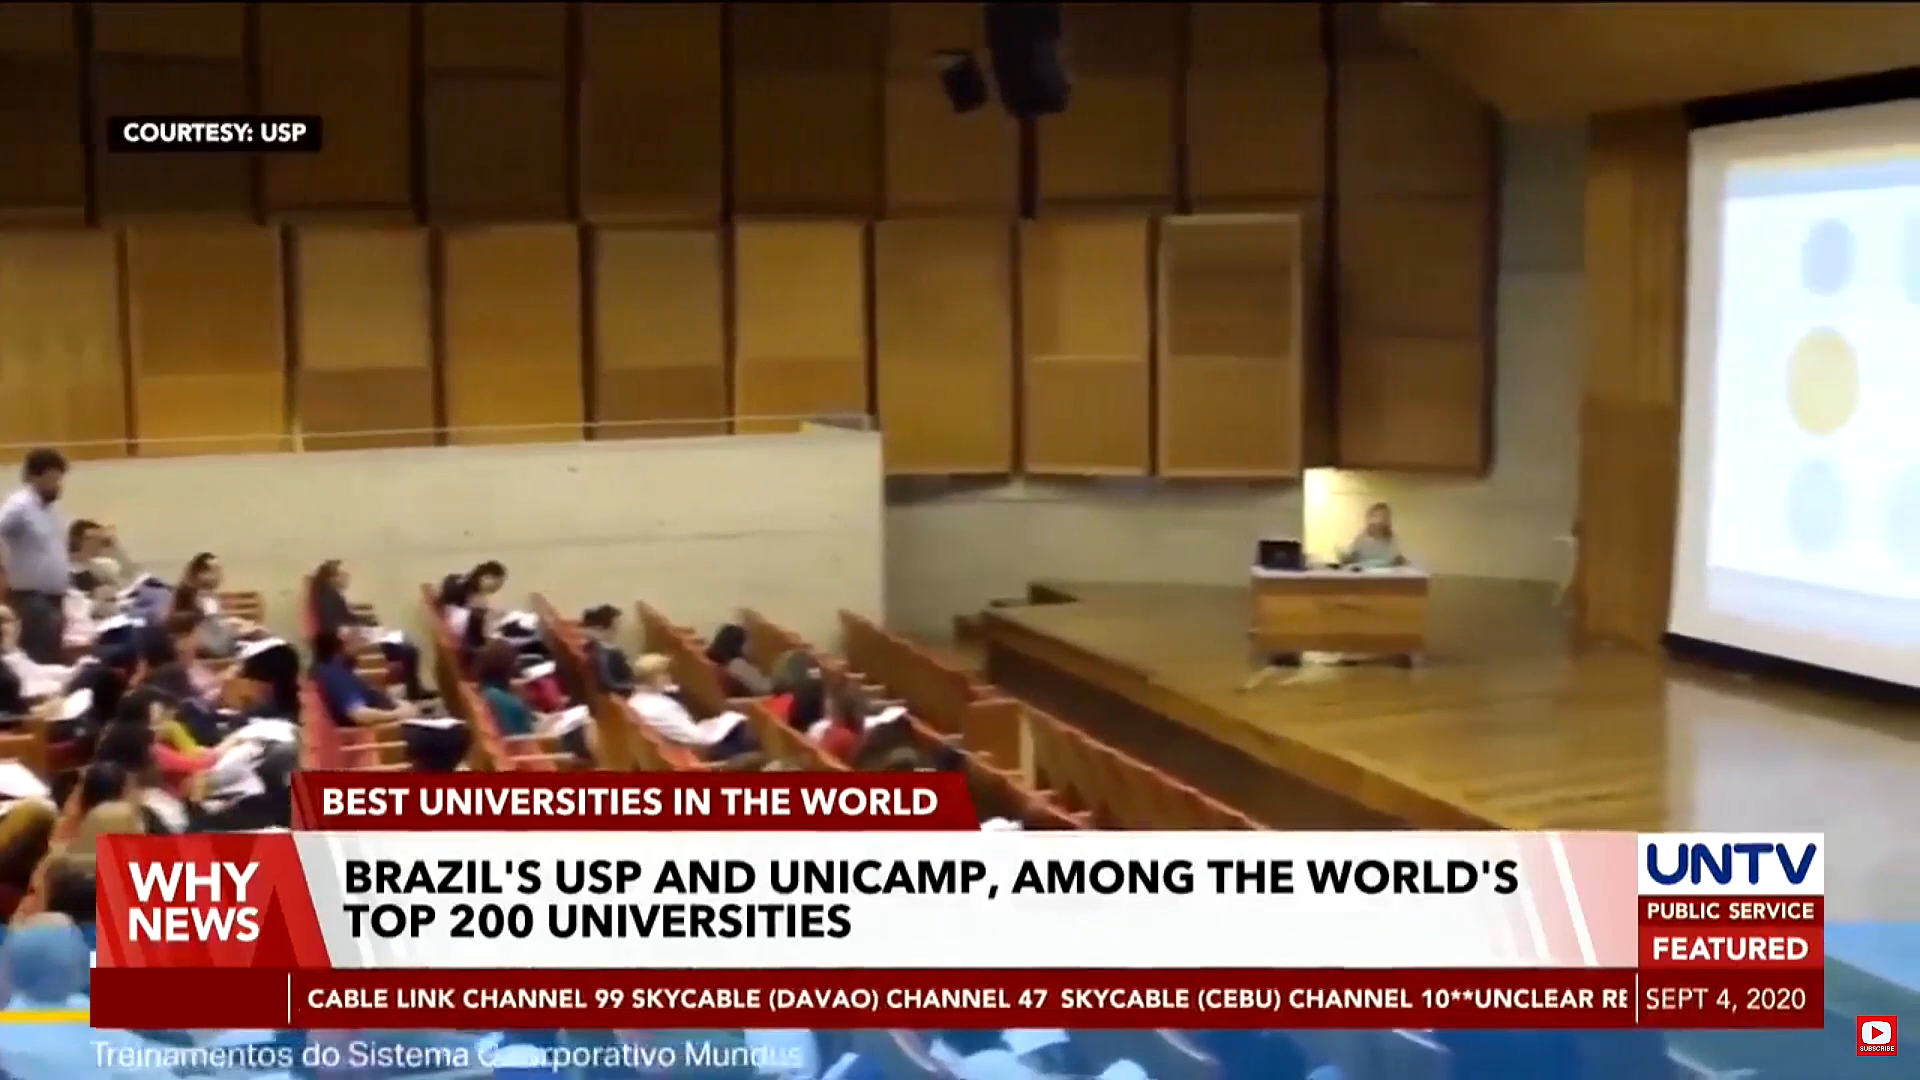 COURTESY: USP
BEST UNIVERSITIES IN THE WORLD
WHY
NEWS
BRAZIL'S USP AND UNICAMP, AMONG THE WORLD'S
TOP 200 UNIVERSITIES
UNTV
PUBLIC SERVICE
FEATURED
CABLE LINK CHANNEL 99 SKYCABLE (DAVAO) CHANNEL 47 SKYCABLE (CEBU) CHANNEL 10**UNCLEAR RE
SEPT 4, 2020
SUBSCRIBE
Treinamentos do Sistema Mundus